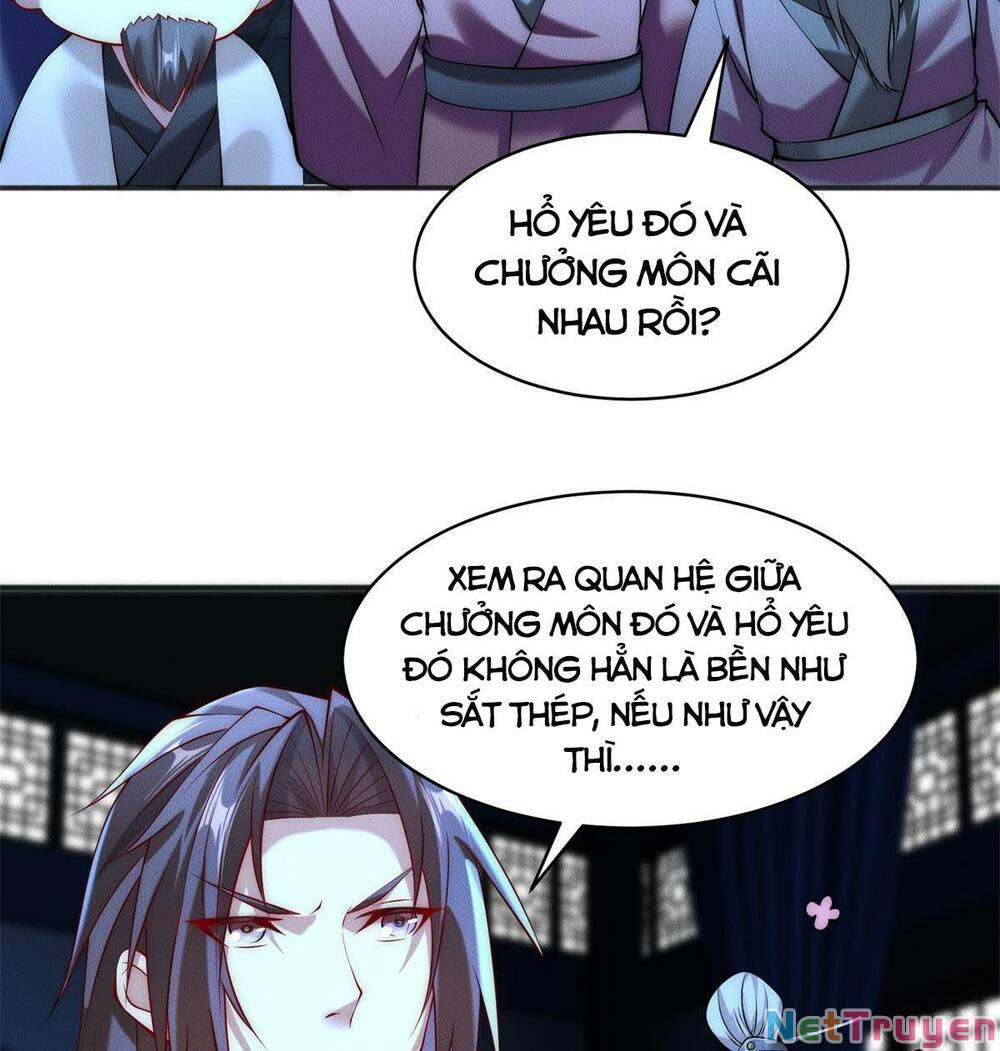 HỔ YÊU ĐÓ VÀ
CHƯỞNG MÔN CÃI
NHAU RỒI?
XEM RA QUAN HỆ GIỮA
CHƯỞNG MÔN ĐÓ VÀ HỔ YÊU
ĐÓ KHÔNG HẲN LÀ BỀN NHƯ
SẮT THÉP, NẾU NHƯ VẬY
THÌ......
NetTruyen